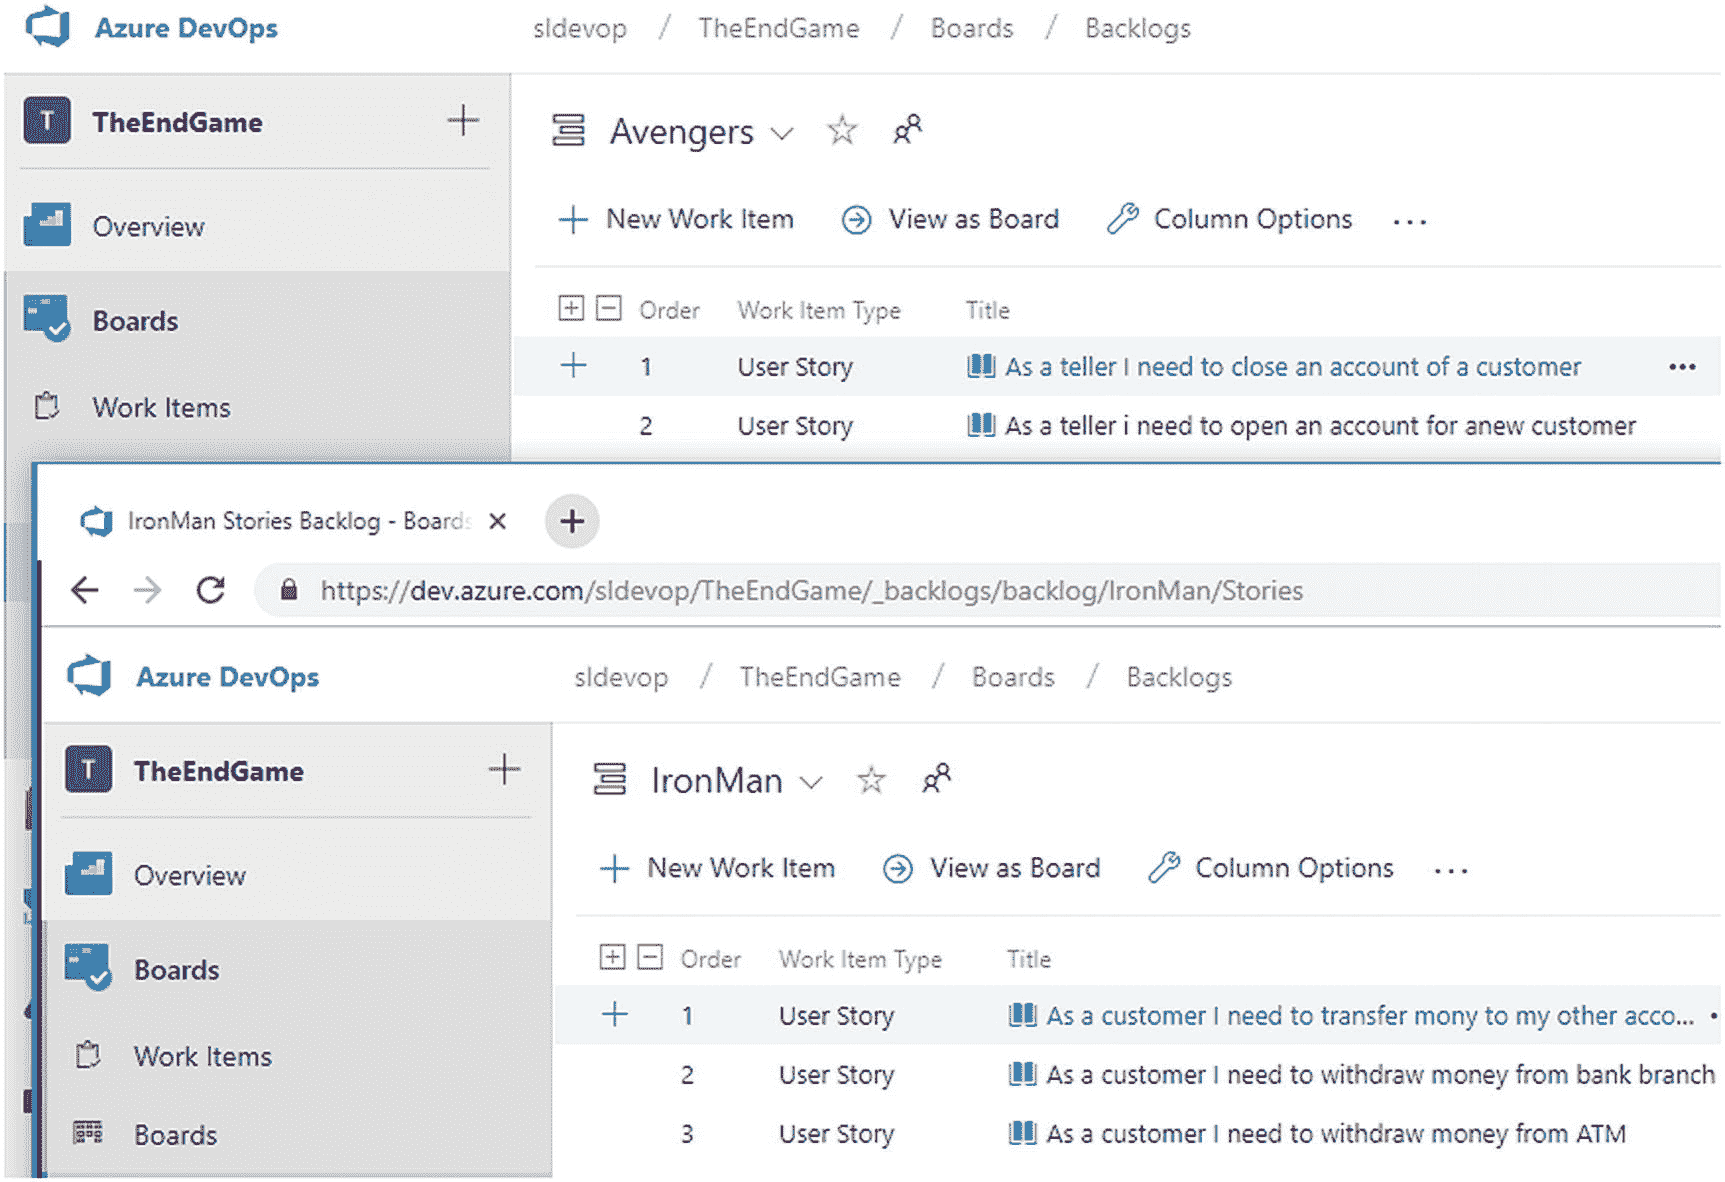 Azure DevOps
sldevop / TheEndGame / Boards / Backlogs
T TheEndGame
Avengers
Overview
New Work Item View as Board Column Options ...
Boards
Order Work Item Type Title
1 User Story As a teller I need to close an account of a customer ...
Work Items
2 User Story As a teller i need to open an account for anew customer
IronMan Stories Backlog - Boards
https://dev.azure.com/sldevop/TheEndGame/_backlogs/backlog/IronMan/Stories
Azure DevOps
sldevop / TheEndGame / Boards / Backlogs
T TheEndGame
IronMan
Overview
New Work Item View as Board Column Options ...
Boards
Order Work Item Type Title
1 User Story As a customer I need to transfer mony to my other acco...
Work Items
2 User Story As a customer I need to withdraw money from bank branch
Boards
3 User Story As a customer I need to withdraw money from ATM